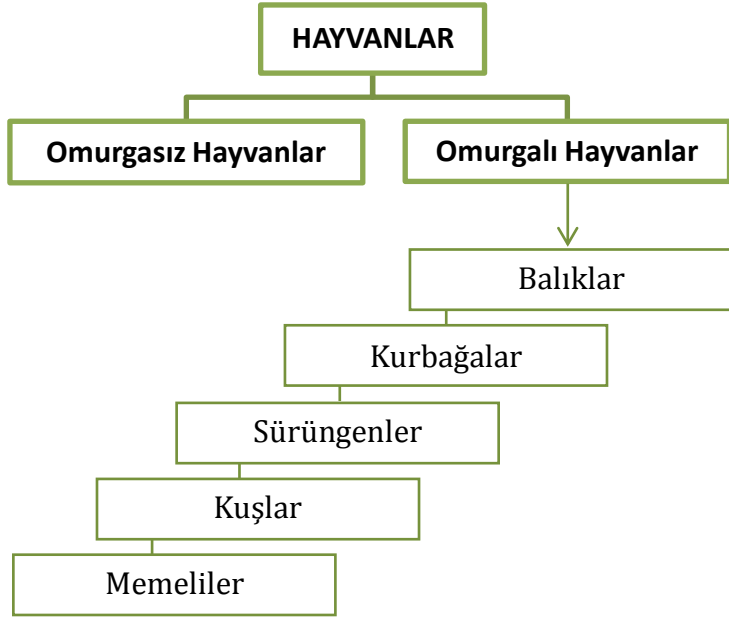 HAYVANLAR
Omurgasız Hayvanlar
Omurgalı Hayvanlar
Balıklar
Kurbağalar
Sürüngenler
Kuşlar
Memeliler